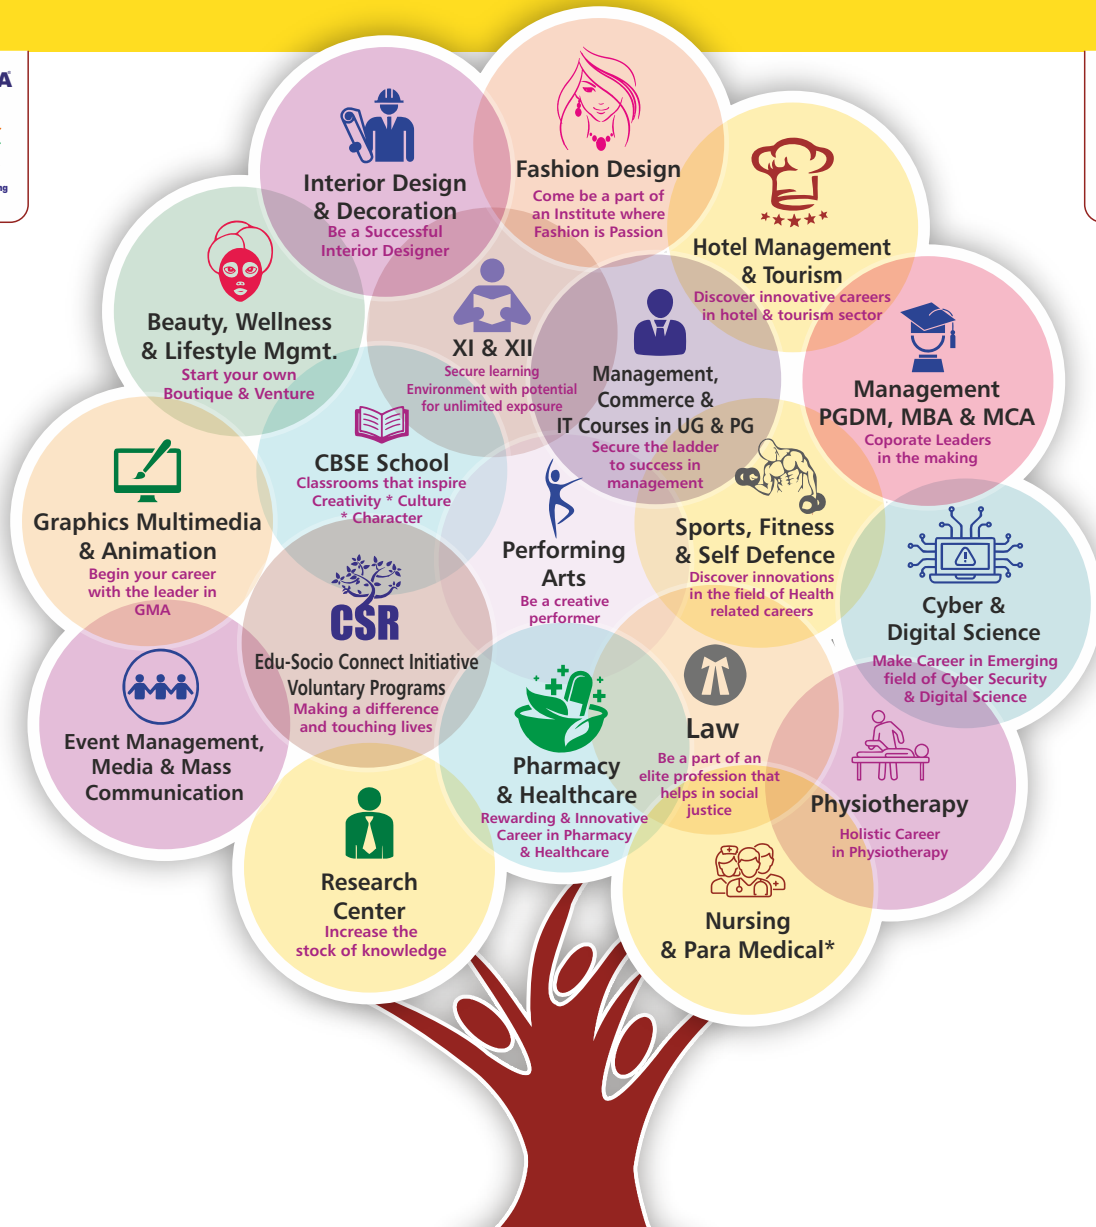 A
ng
Interior Design
& Decoration
Be a Successful
Interior Designer
Fashion Design
Come be a part of
an Institute where
Fashion is Passion
Hotel Management
& Tourism
Discover innovative careers
in hotel & tourism sector
Beauty, Wellness
& Lifestyle Mgmt.
Start your own
Boutique & Venture
XI & XII
Secure learning
Environment with potential
for unlimited exposure
Management,
Commerce &
IT Courses in UG & PG
Secure the ladder
to success in
management
Management
PGDM, MBA & MCA
Coporate Leaders
in the making
CBSE School
Classrooms that inspire
Creativity * Culture
* Character
Graphics Multimedia
& Animation
Begin your career
with the leader in
GMA
Performing
Arts
Be a creative
performer
Sports, Fitness
& Self Defence
Discover innovations
in the field of Health
related careers
Cyber &
Digital Science
Make Career in Emerging
field of Cyber Security
& Digital Science
CSR
Edu-Socio Connect Initiative
Voluntary Programs
Making a difference
and touching lives
Event Management,
Media & Mass
Communication
Pharmacy
& Healthcare
Rewarding & Innovative
Career in Pharmacy
& Healthcare
Law
Be a part of an
elite profession that
helps in social
justice
Physiotherapy
Holistic Career
in Physiotherapy
Research
Center
Increase the
stock of knowledge
Nursing
& Para Medical*